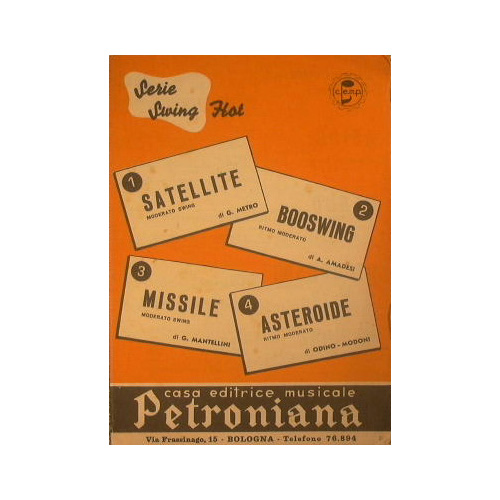 Serie
Swing Hot
c.e.m.p.
1
SATELLITE
MODERATO SWING
di G. METRO
2
BOOSWING
RITMO MODERATO
di A. AMADESI
3
MISSILE
MODERATO SWING
di G. MANTELLINI
4
ASTEROIDE
RITMO MODERATO
di ODINO - MODONI
casa editrice musicale
Petroniana
Via Frassinago, 15 - BOLOGNA - Telefono 76.894